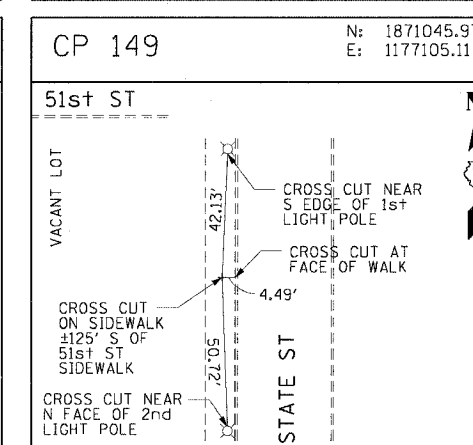 CP 149
N: 1871045.9
E: 1177105.11
51st ST
VACANT LOT
42.13'
CROSS CUT NEAR
S EDGE OF 1st
LIGHT POLE
CROSS CUT AT
FACE OF WALK
4.49'
CROSS CUT
ON SIDEWALK
±125' S OF
51st ST
SIDEWALK
50.72'
STATE ST
CROSS CUT NEAR
N FACE OF 2nd
LIGHT POLE